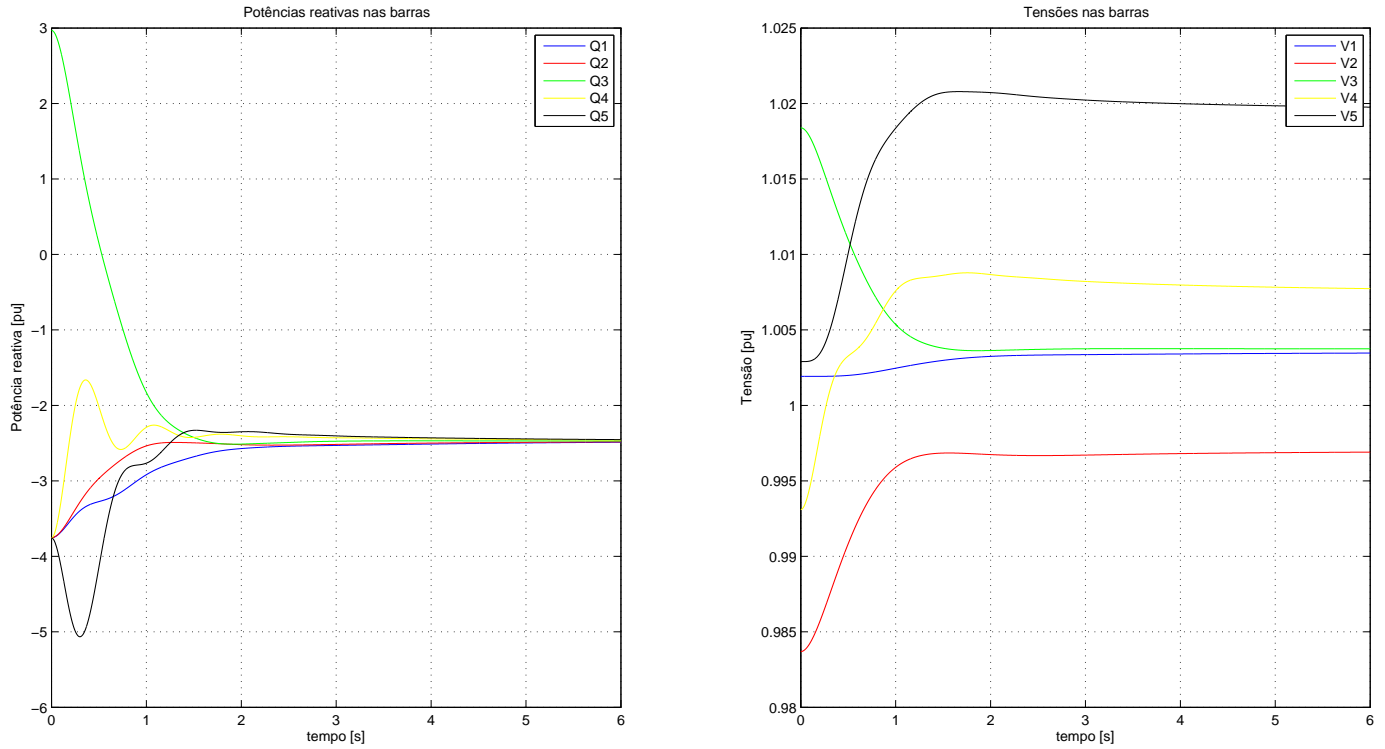 Potências reativas nas barras
3
2
1
0
−1
−2
−3
−4
−5
−6
Potência reativa [pu]
0 1 2 3 4 5 6
tempo [s]
Q1
Q2
Q3
Q4
Q5
Tensões nas barras
1.025
1.02
1.015
1.01
1.005
1
0.995
0.99
0.985
0.98
Tensão [pu]
0 1 2 3 4 5 6
tempo [s]
V1
V2
V3
V4
V5